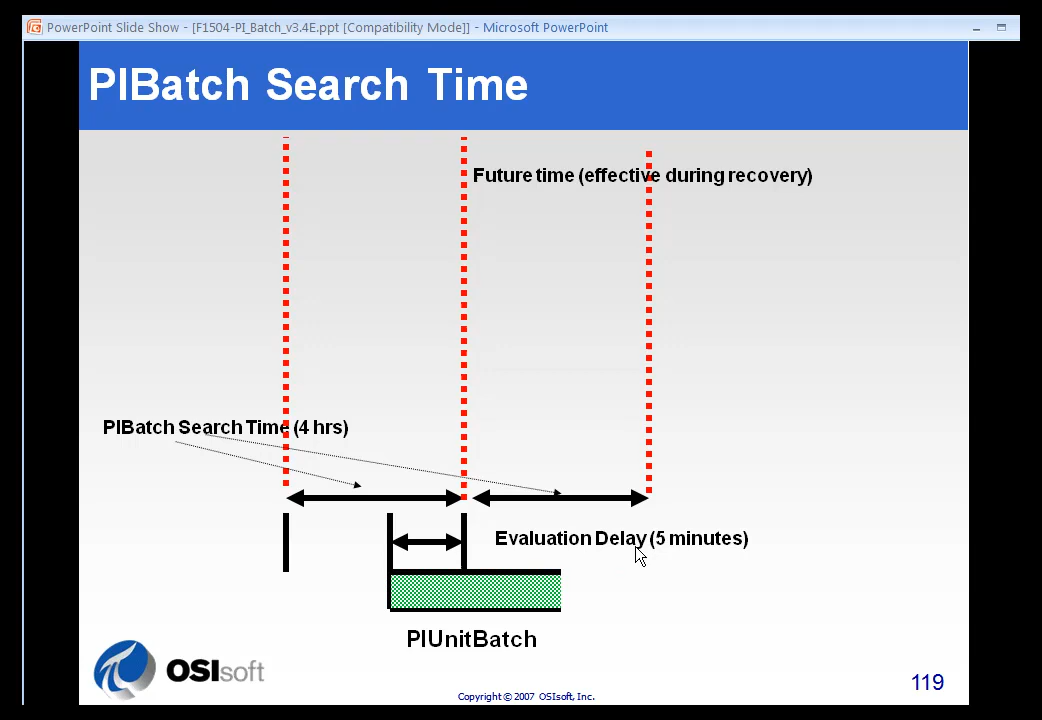 PowerPoint Slide Show - [F1504-PI_Batch_v3.4E.ppt [Compatibility Mode]] - Microsoft PowerPoint
PIBatch Search Time
Future time (effective during recovery)
PIBatch Search Time (4 hrs)
Evaluation Delay (5 minutes)
PIUnitBatch
OSIsoft
119
Copyright © 2007 OSIsoft, Inc.